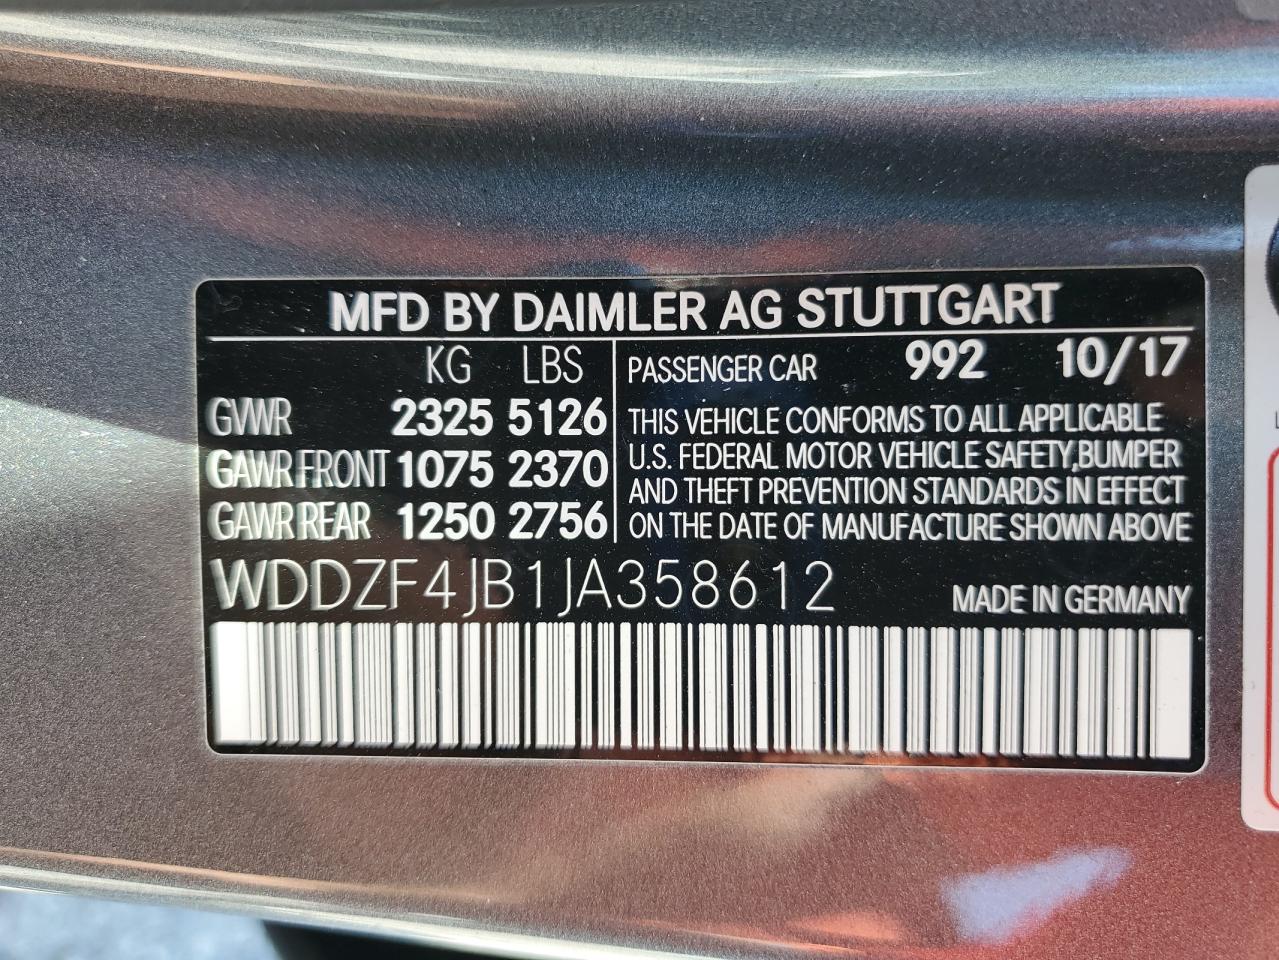 MFD BY DAIMLER AG STUTTGART
KG LBS
GVWR 2325 5126
GAWR FRONT 1075 2370
GAWR REAR 1250 2756
PASSENGER CAR 992 10/17
THIS VEHICLE CONFORMS TO ALL APPLICABLE
U.S. FEDERAL MOTOR VEHICLE SAFETY,BUMPER
AND THEFT PREVENTION STANDARDS IN EFFECT
ON THE DATE OF MANUFACTURE SHOWN ABOVE
WDDZF4JB1JA358612
MADE IN GERMANY